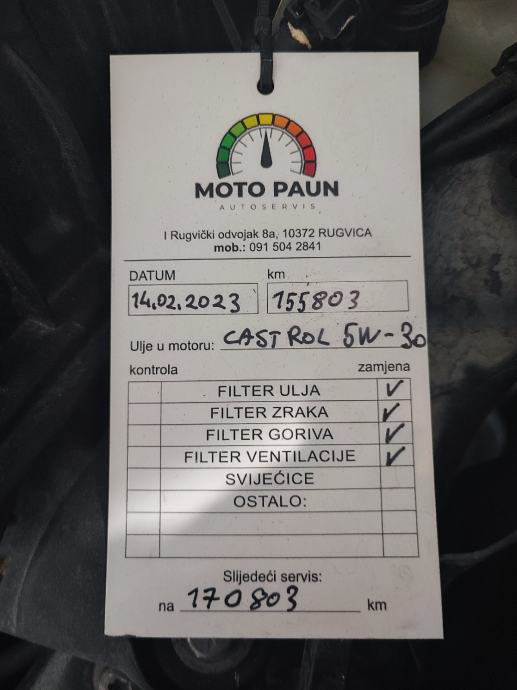 MOTO PAUN
AUTOSERVIS
I Rugvički odvojak 8a, 10372 RUGVICA
mob.: 091 504 2841
DATUM km
14.02.2023 155803
Ulje u motoru: CASTROL 5W-30
kontrola zamjena
FILTER ULJA ✓
FILTER ZRAKA ✓
FILTER GORIVA ✓
FILTER VENTILACIJE ✓
SVIJEĆICE
OSTALO:
Slijedeći servis:
na 170803 km